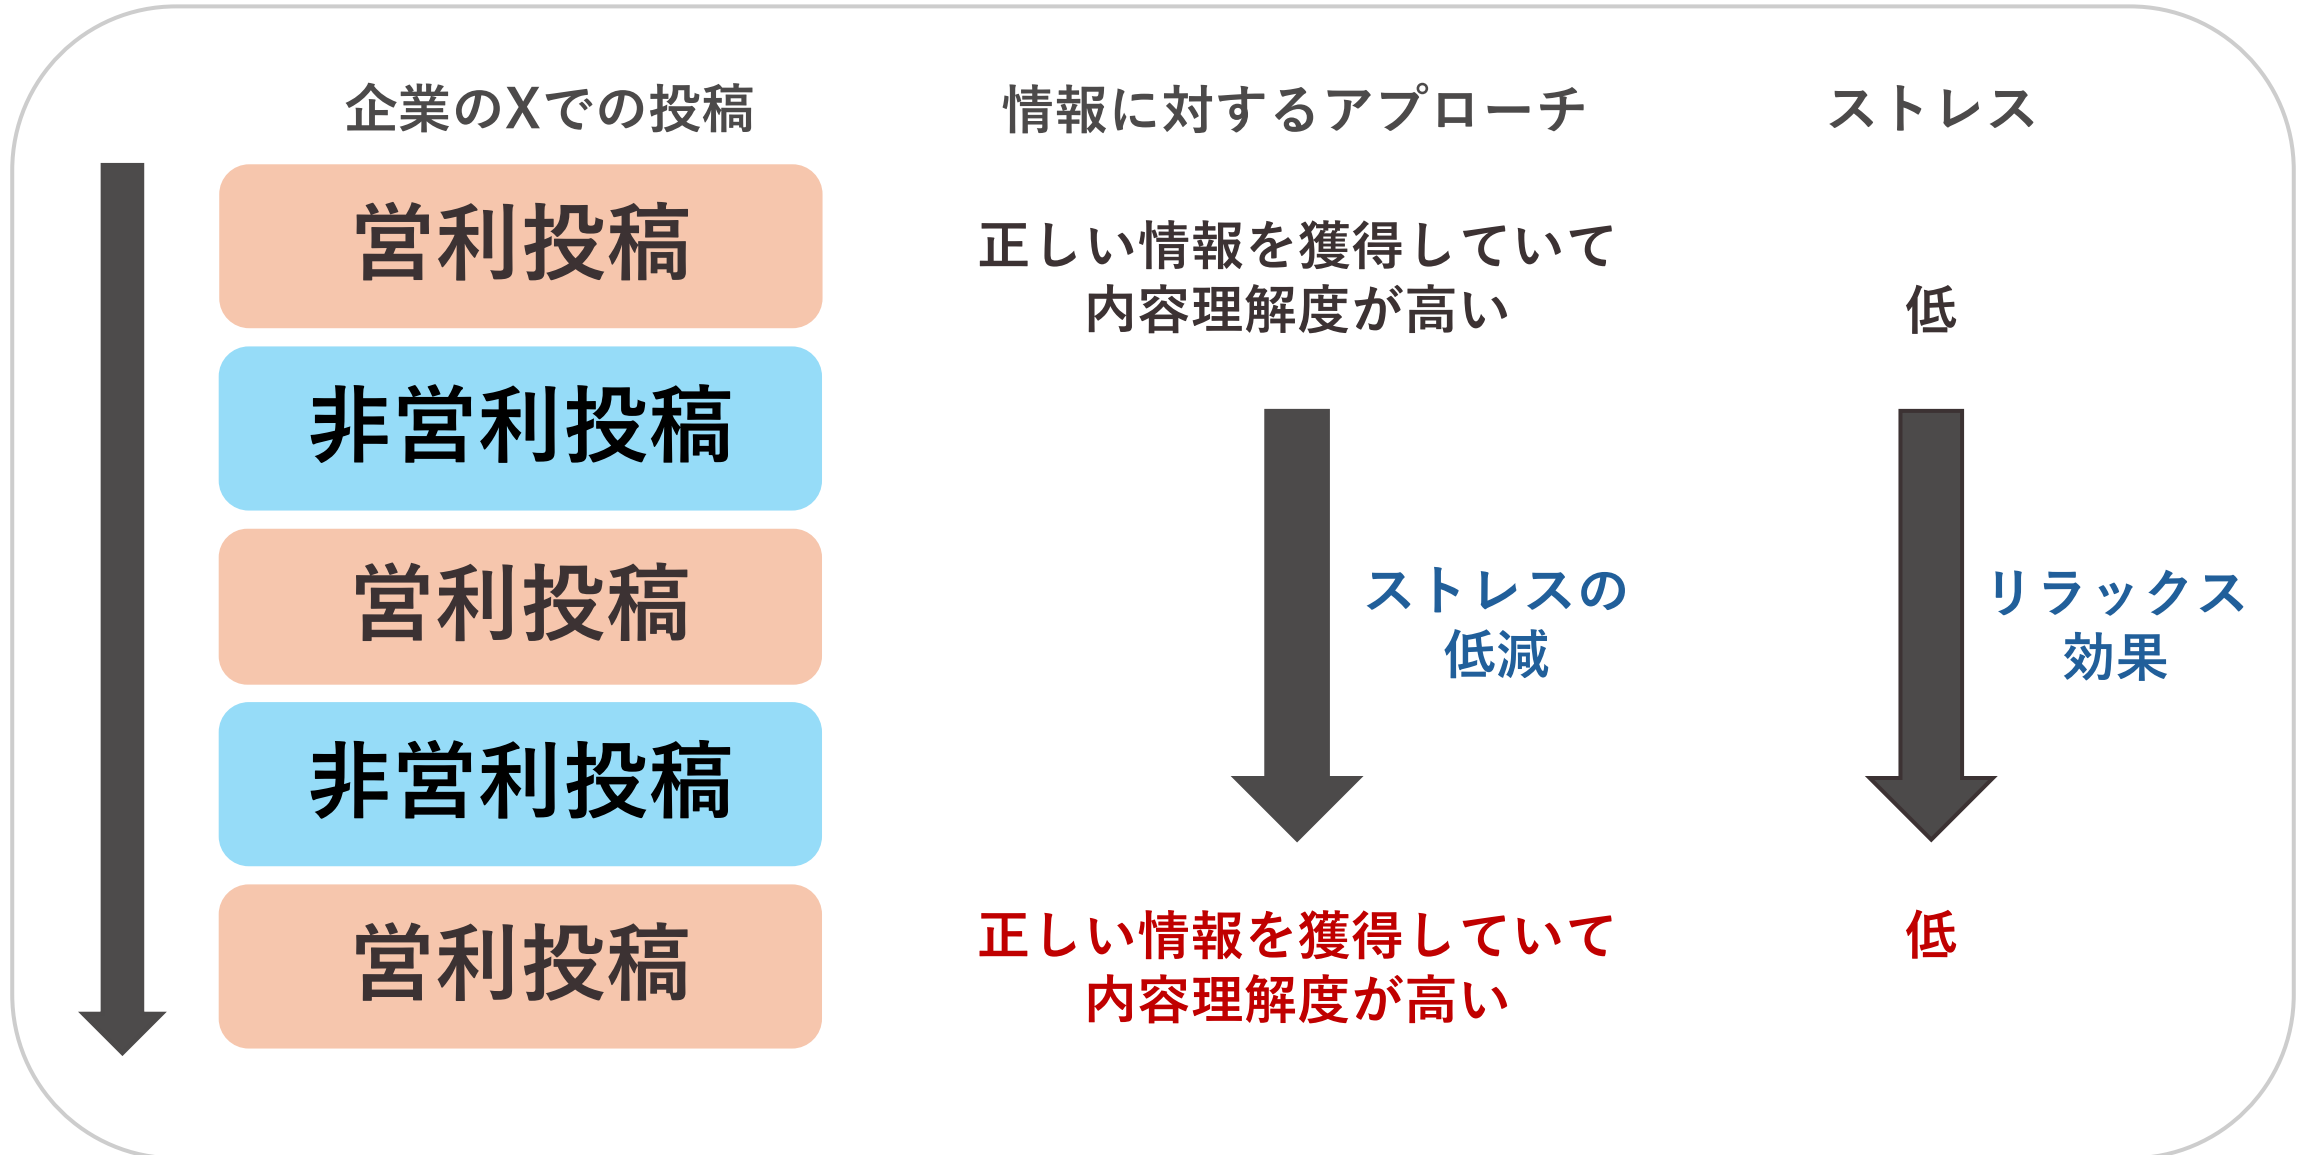 企業のXでの投稿
情報に対するアプローチ
ストレス
営利投稿
非営利投稿
営利投稿
非営利投稿
営利投稿
正しい情報を獲得していて
内容理解度が高い
ストレスの
低減
正しい情報を獲得していて
内容理解度が高い
低
リラックス
効果
低